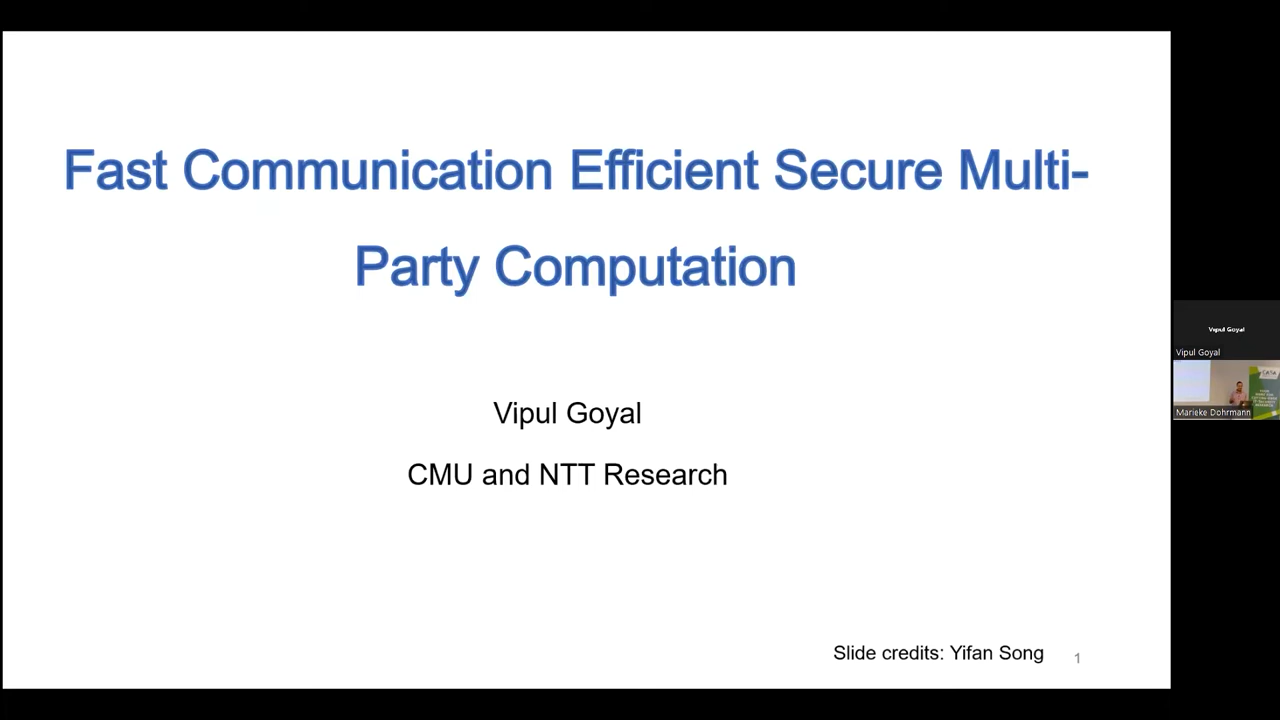 Fast Communication Efficient Secure Multi-
Party Computation
Vipul Goyal
CMU and NTT Research
Slide credits: Yifan Song
1
Vipul Goyal
Vipul Goyal
Marieke Dohrmann